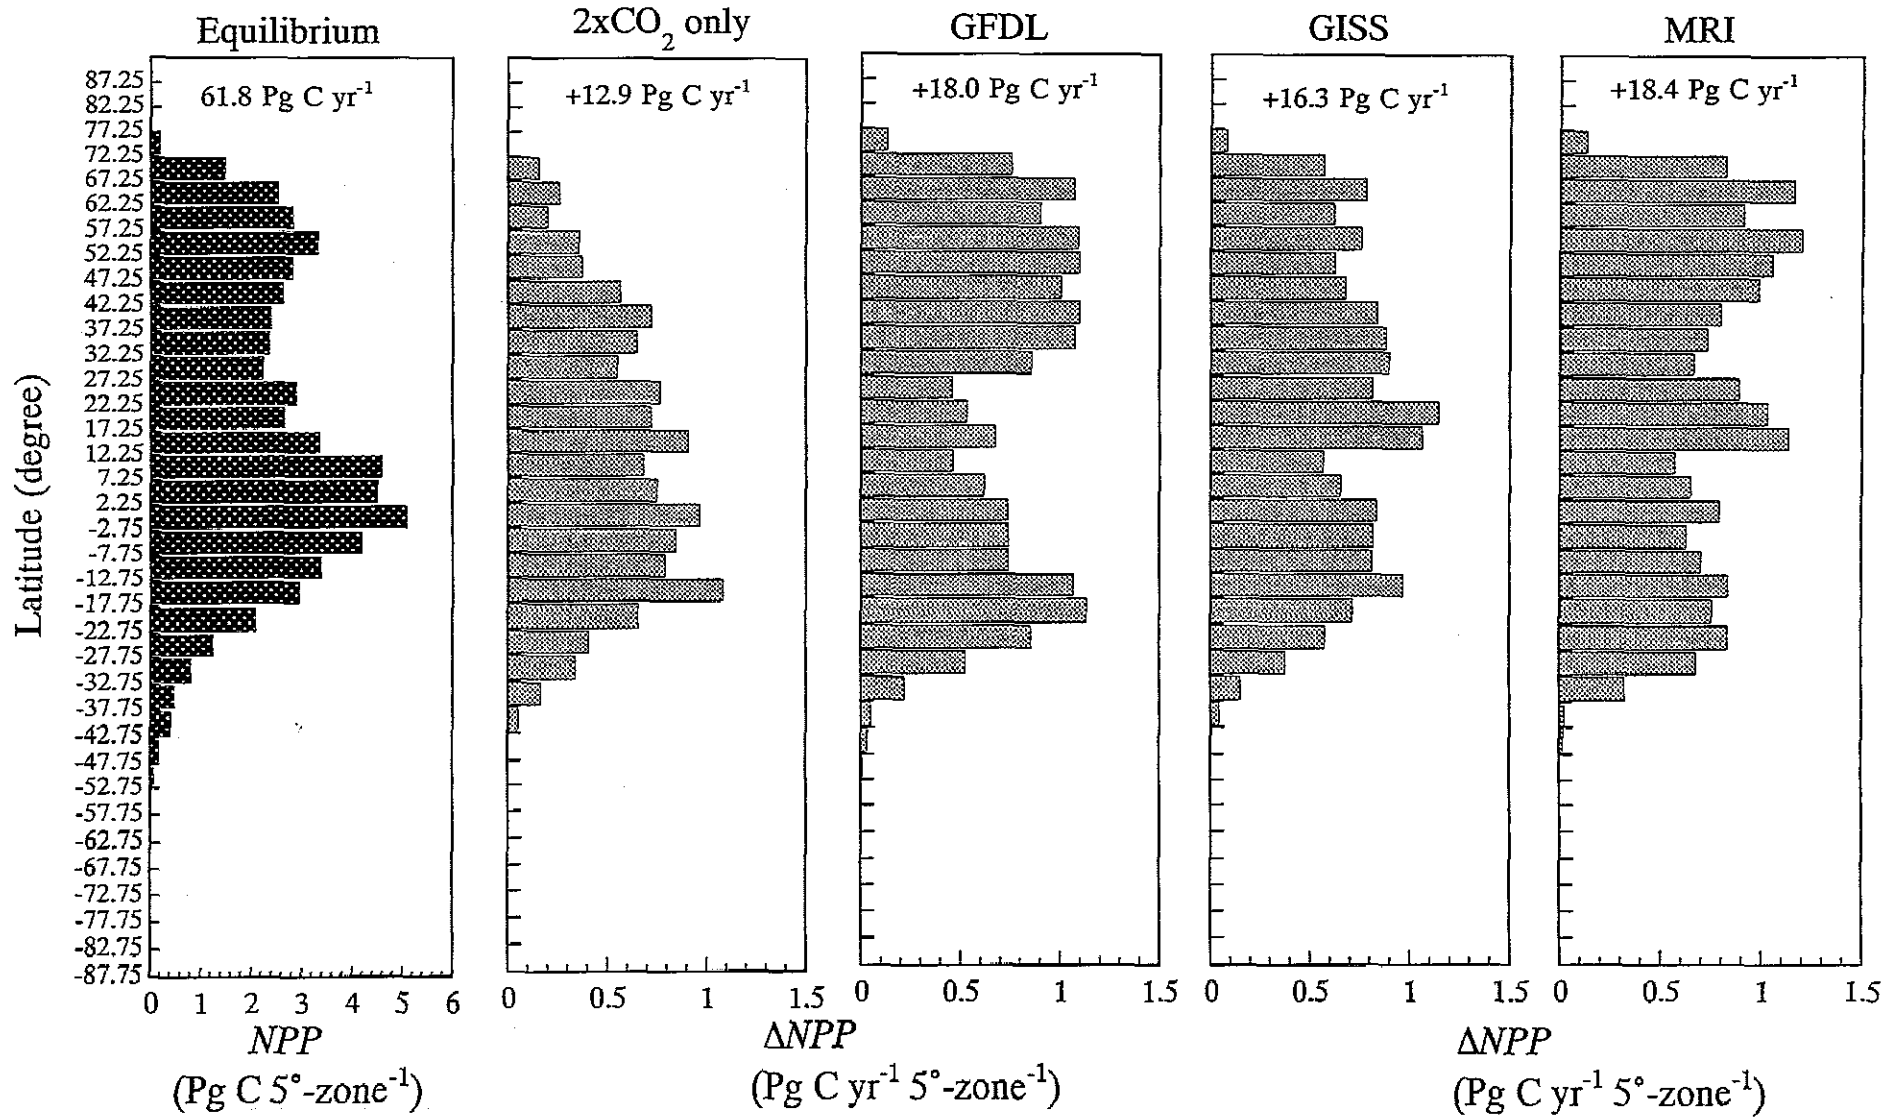 Equilibrium
2xCO₂ only
GFDL
GISS
MRI
61.8 Pg C yr⁻¹
+12.9 Pg C yr⁻¹
+18.0 Pg C yr⁻¹
+16.3 Pg C yr⁻¹
+18.4 Pg C yr⁻¹
Latitude (degree)
87.25
82.25
77.25
72.25
67.25
62.25
57.25
52.25
47.25
42.25
37.25
32.25
27.25
22.25
17.25
12.25
7.25
2.25
-2.75
-7.75
-12.75
-17.75
-22.75
-27.75
-32.75
-37.75
-42.75
-47.75
-52.75
-57.75
-62.75
-67.75
-72.75
-77.75
-82.75
-87.75
0 1 2 3 4 5 6
0 0.5 1 1.5
0 0.5 1 1.5
0 0.5 1 1.5
0 0.5 1 1.5
NPP
(Pg C 5°-zone⁻¹)
ΔNPP
(Pg C yr⁻¹ 5°-zone⁻¹)
ΔNPP
(Pg C yr⁻¹ 5°-zone⁻¹)